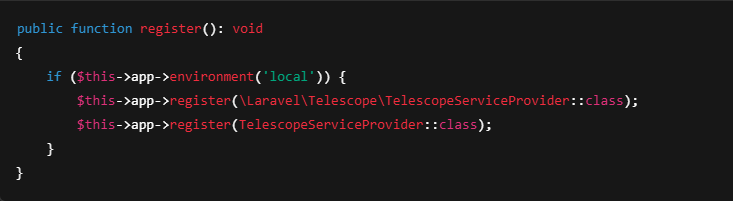 public function register(): void
{
    if ($this->app->environment('local')) {
        $this->app->register(\Laravel\Telescope\TelescopeServiceProvider::class);
        $this->app->register(TelescopeServiceProvider::class);
    }
}